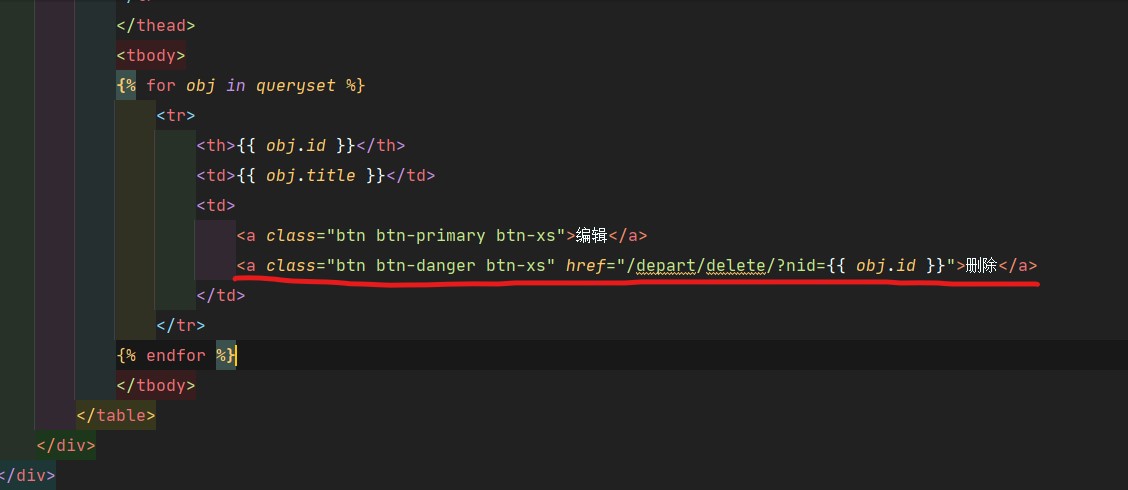 </thead>
<tbody>
{% for obj in queryset %}
<tr>
<th>{{ obj.id }}</th>
<td>{{ obj.title }}</td>
<td>
<a class="btn btn-primary btn-xs">编辑</a>
<a class="btn btn-danger btn-xs" href="/depart/delete/?nid={{ obj.id }}">删除</a>
</td>
</tr>
{% endfor %}
</tbody>
</table>
</div>
</div>